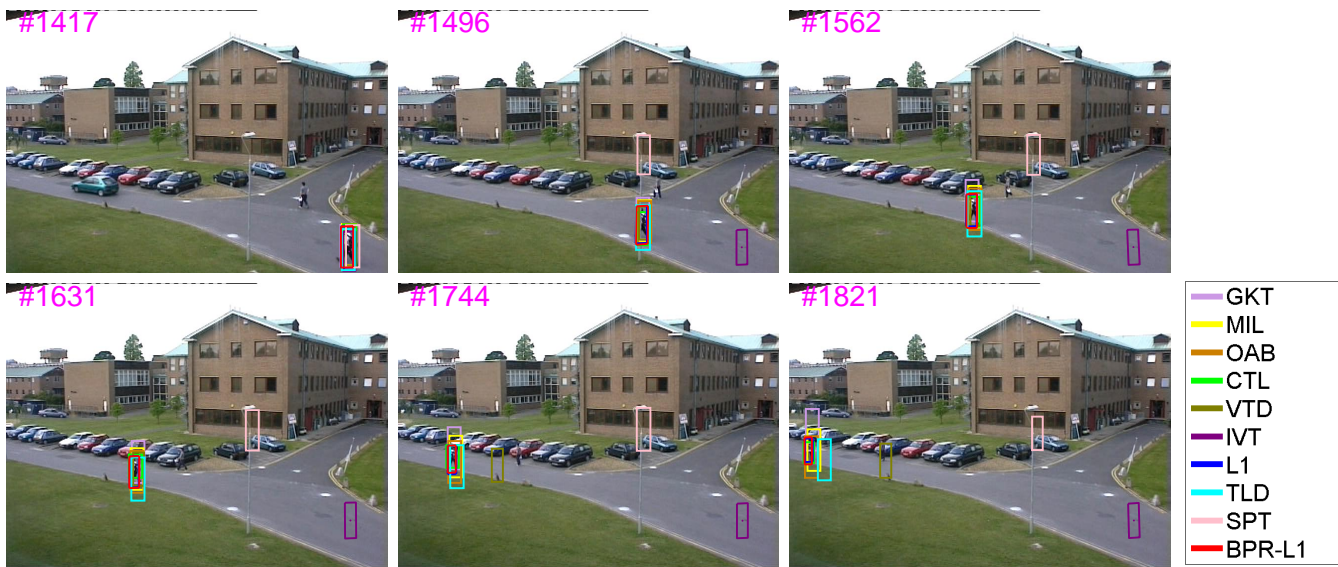 #1417
#1496
#1562
#1631
#1744
#1821
GKT
MIL
OAB
CTL
VTD
IVT
L1
TLD
SPT
BPR-L1